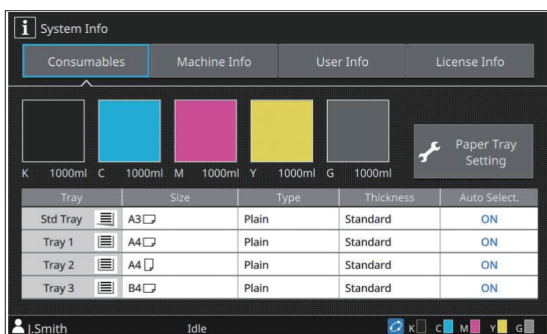 i System Info
Consumables Machine Info User Info License Info
K 1000ml C 1000ml M 1000ml Y 1000ml G 1000ml
Paper Tray
Setting
Tray Size Type Thickness Auto Select.
Std Tray A3 Plain Standard ON
Tray 1 A4 Plain Standard ON
Tray 2 A4 Plain Standard ON
Tray 3 B4 Plain Standard ON
J.Smith Idle K C M Y G